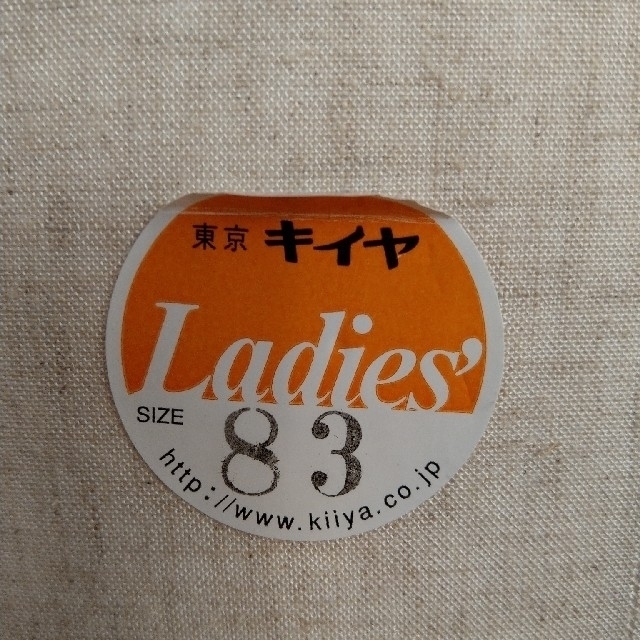 東京 キイヤ
Ladies'
SIZE 83
http://www.kiiya.co.jp